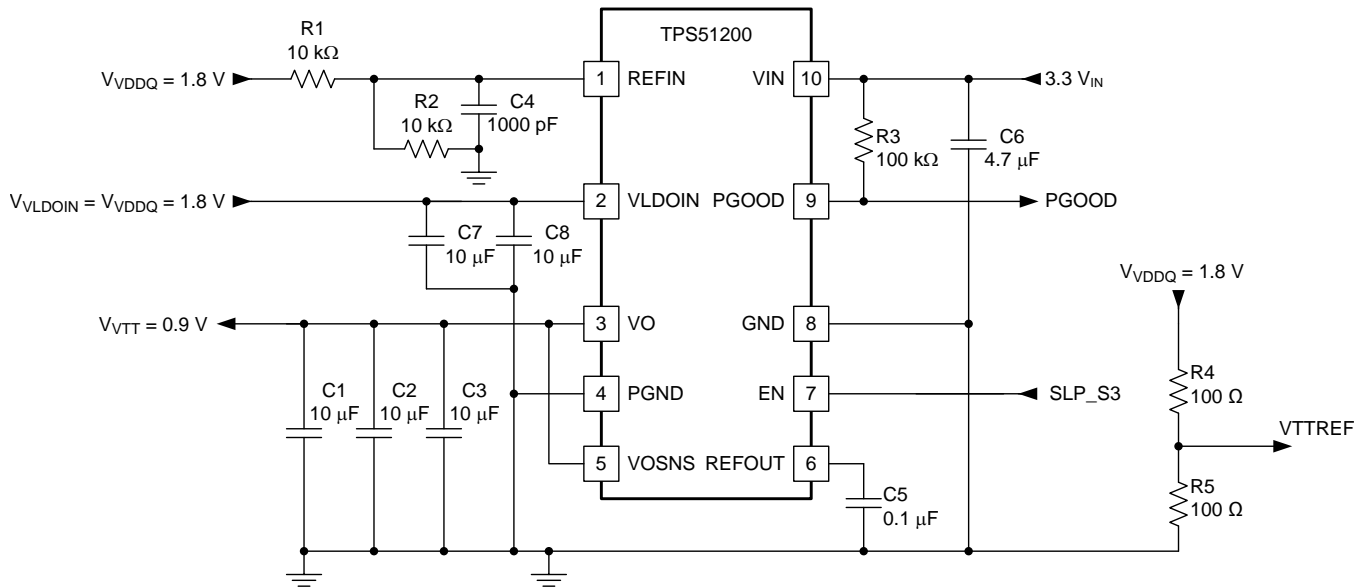 TPS51200
R1
10 kΩ
V_VDDQ = 1.8 V
1
REFIN
VIN
10
3.3 V_IN
R2
10 kΩ
C4
1000 pF
R3
100 kΩ
C6
4.7 μF
V_VLDOIN = V_VDDQ = 1.8 V
2
VLDOIN
PGOOD
9
PGOOD
C7
10 μF
C8
10 μF
V_VDDQ = 1.8 V
V_VTT = 0.9 V
3
VO
GND
8
C1
10 μF
C2
10 μF
C3
10 μF
4
PGND
EN
7
SLP_S3
R4
100 Ω
VTTREF
5
VOSNS
REFOUT
6
C5
0.1 μF
R5
100 Ω